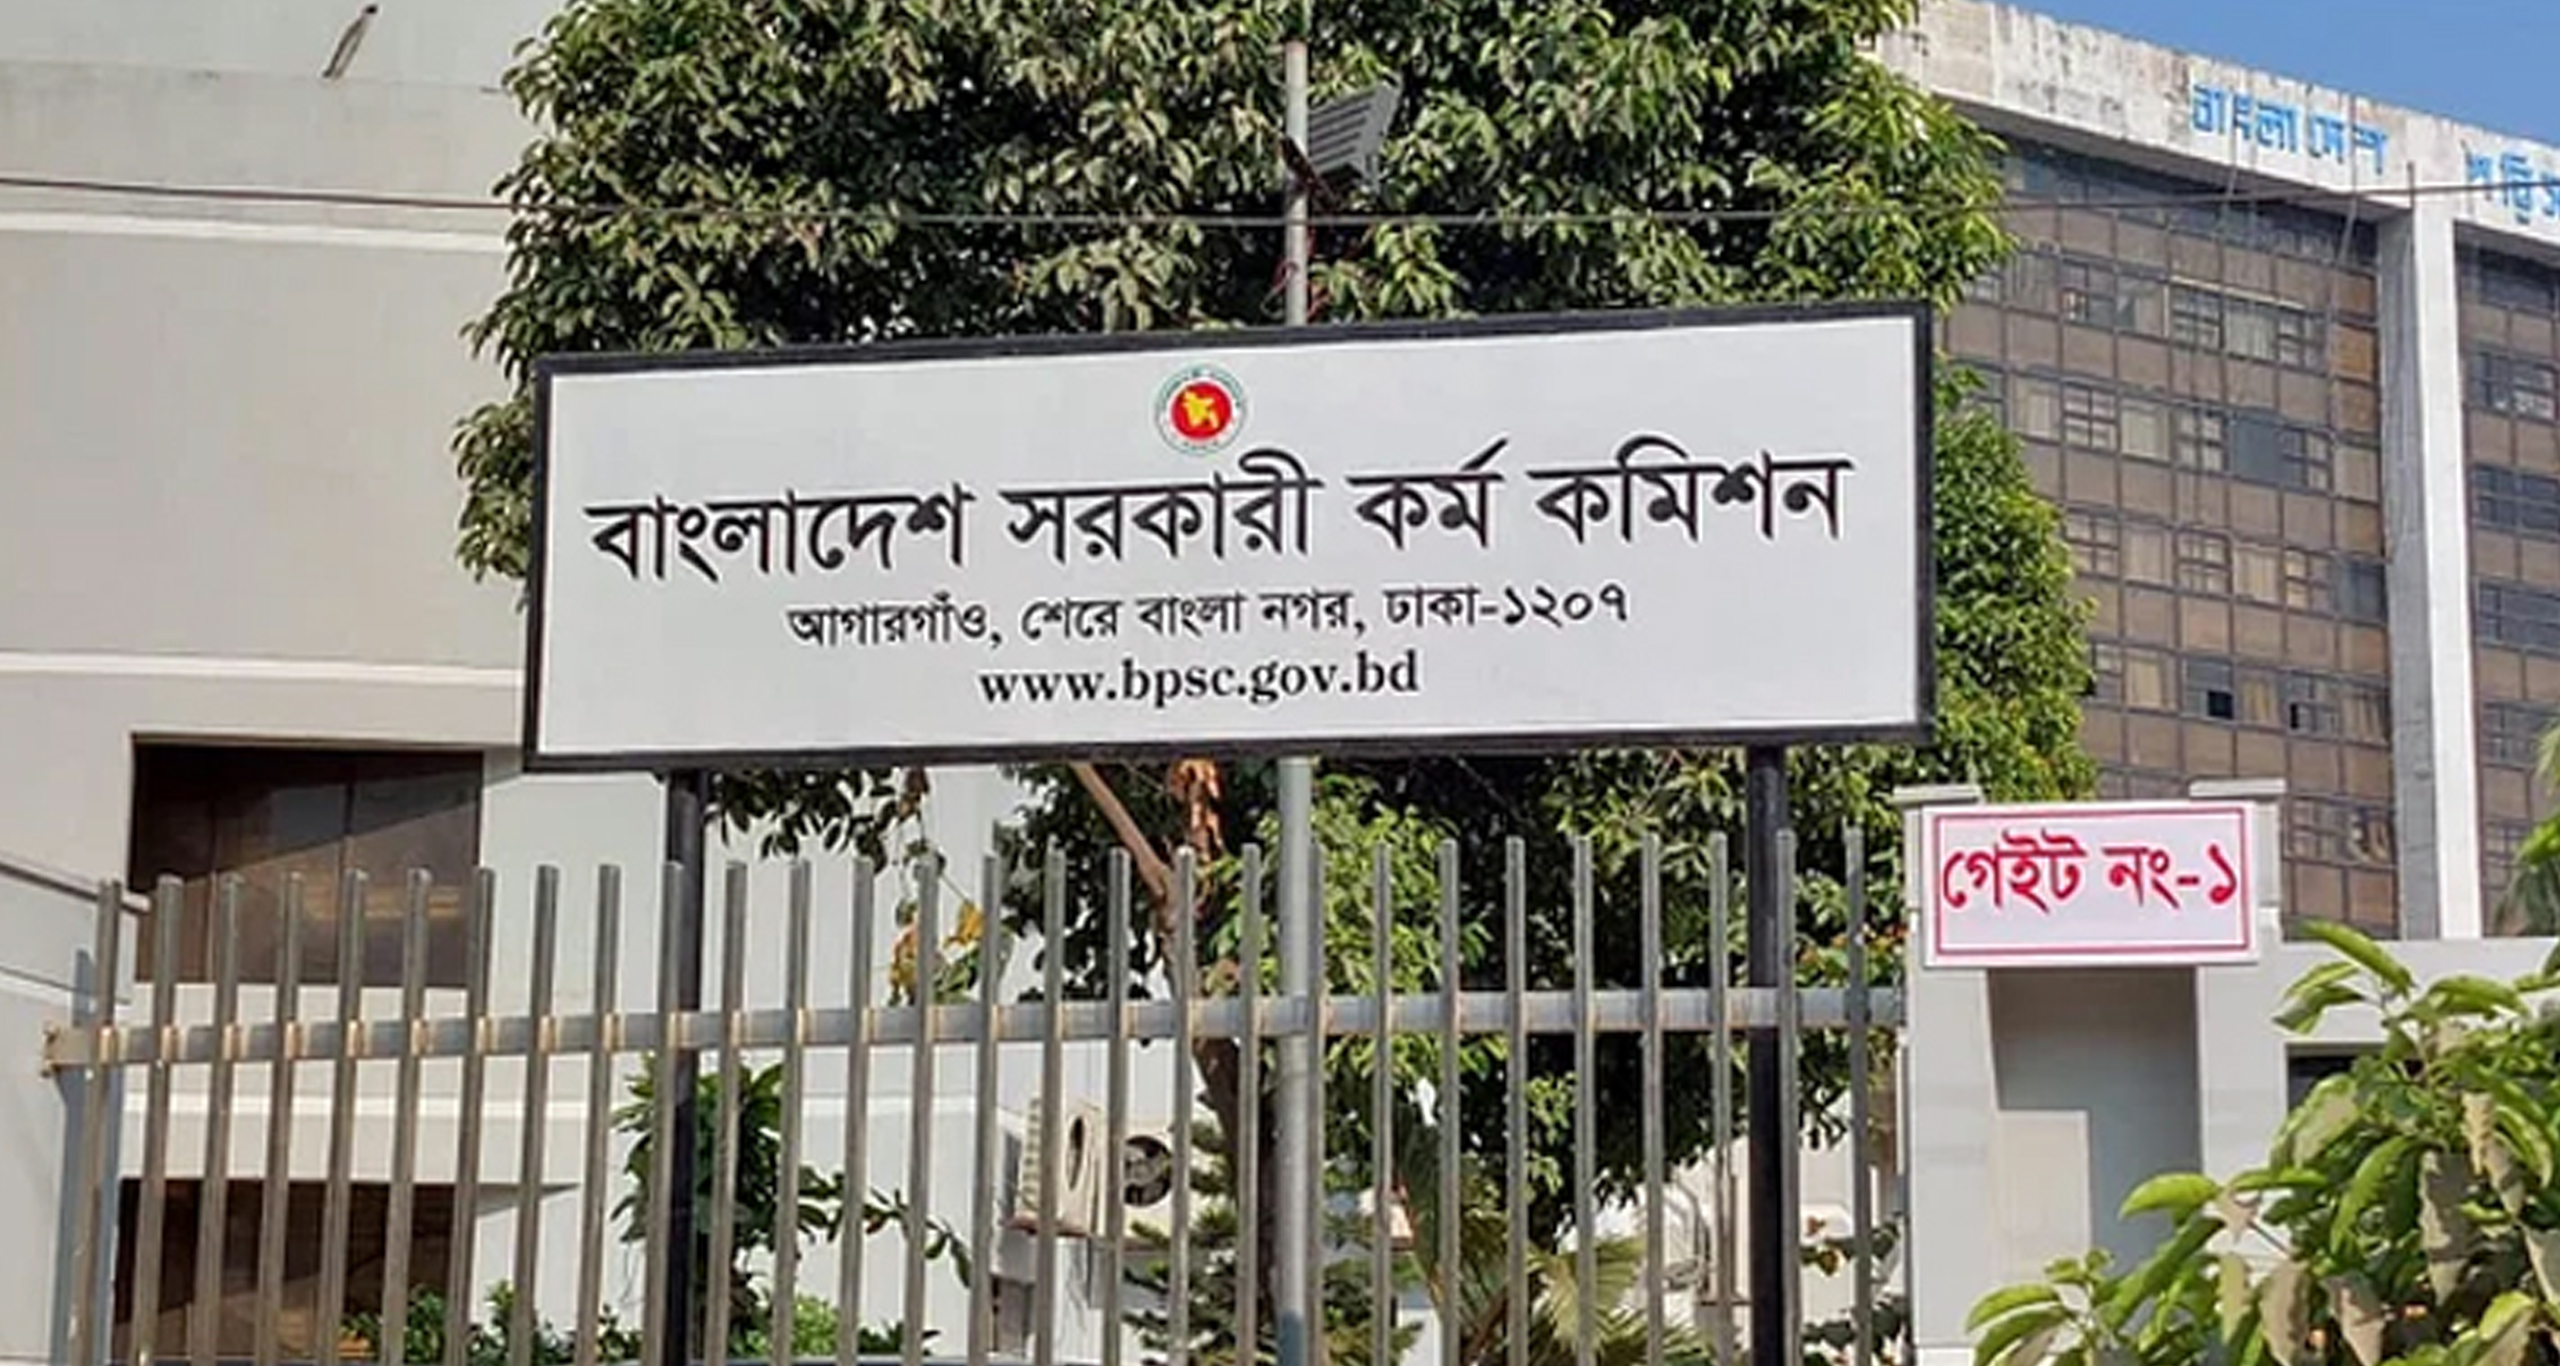 বাংলাদেশ সরকারী কর্ম কমিশন
আগারগাঁও, শেরে বাংলা নগর, ঢাকা-১২০৭
www.bpsc.gov.bd
গেইট নং-১
বাংলাদেশ